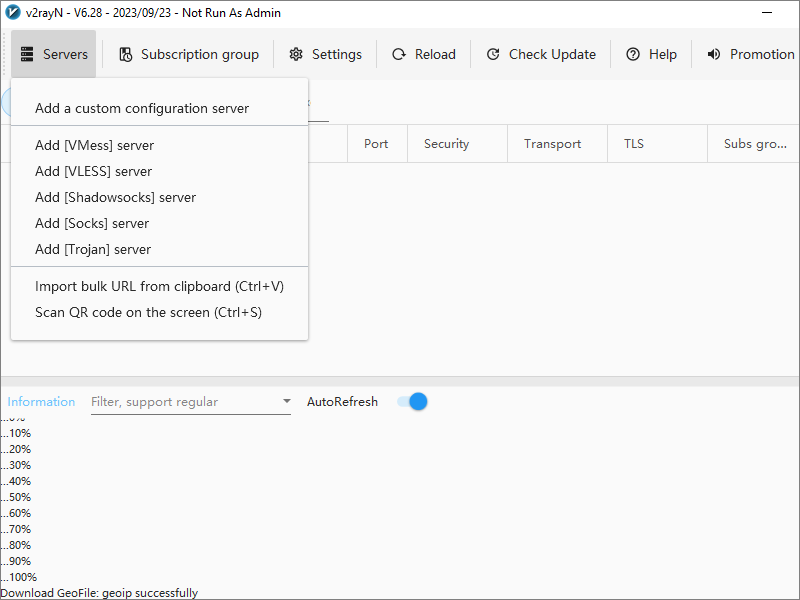 v2rayN - V6.28 - 2023/09/23 - Not Run As Admin
Servers
Subscription group
Settings
Reload
Check Update
Help
Promotion
Add a custom configuration server
Add [VMess] server
Add [VLESS] server
Add [Shadowsocks] server
Add [Socks] server
Add [Trojan] server
Import bulk URL from clipboard (Ctrl+V)
Scan QR code on the screen (Ctrl+S)
Port
Security
Transport
TLS
Subs gro...
Information
Filter, support regular
AutoRefresh
...0%
...10%
...20%
...30%
...40%
...50%
...60%
...70%
...80%
...90%
...100%
Download GeoFile: geoip successfully